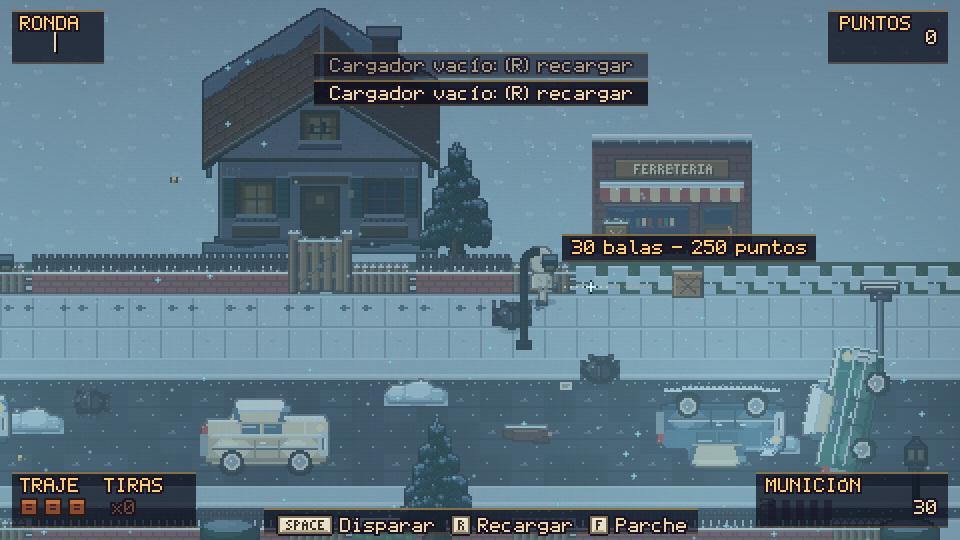 RONDA
|
PUNTOS
0
Cargador vacío: (R) recargar
Cargador vacío: (R) recargar
FERRETERIA
30 balas - 250 puntos
TRAJE TIRAS
x0
MUNICIÓN
30
SPACE Disparar R Recargar F Parche